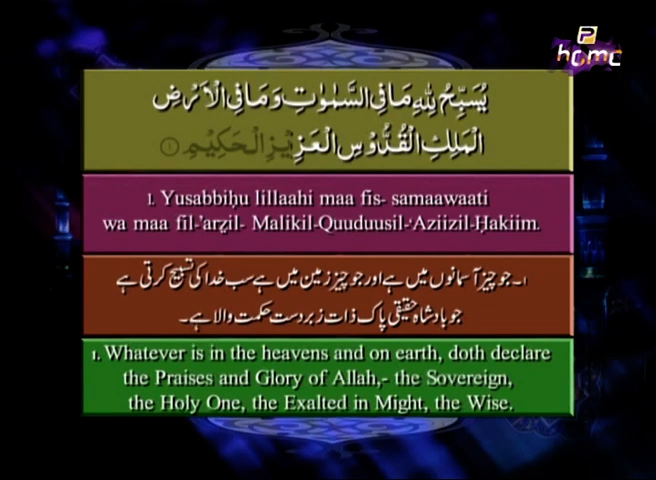 P
home
يُسَبِّحُ لِلّٰهِ مَا فِي السَّمٰوٰتِ وَمَا فِي الْاَرْضِ
الْمَلِكِ الْقُدُّوْسِ الْعَزِيْزِ الْحَكِيْمِ ۱
1. Yusabbiḥu lillaahi maa fis- samaawaati
wa maa fil-’arẓil- Malikil-Quuduusil-‘Aziizil-Ḥakiim.
۱۔ جو چیز آسمانوں میں ہے اور جو چیز زمین میں ہے سب خدا کی تسبیح کرتی ہے
جو بادشاہ حقیقی پاک ذات زبردست حکمت والا ہے۔
1. Whatever is in the heavens and on earth, doth declare
the Praises and Glory of Allah,- the Sovereign,
the Holy One, the Exalted in Might, the Wise.